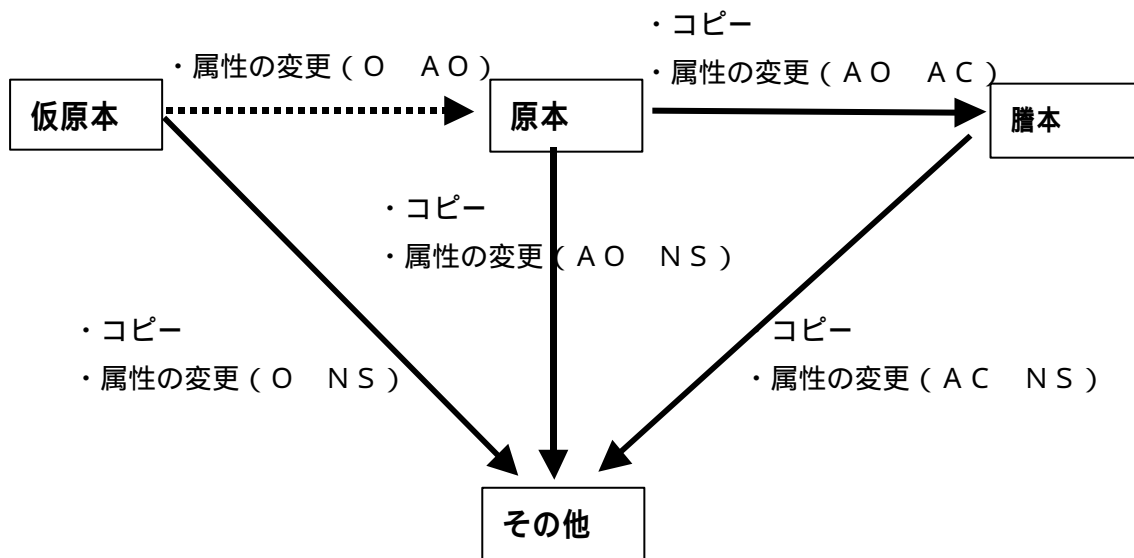 ・コピー
・属性の変更（Ｏ　ＡＯ）
・属性の変更（ＡＯ　ＡＣ）
仮原本
原本
謄本
・コピー
・属性の変更（ＡＯ　ＮＳ）
・コピー
・属性の変更（Ｏ　ＮＳ）
コピー
・属性の変更（ＡＣ　ＮＳ）
その他